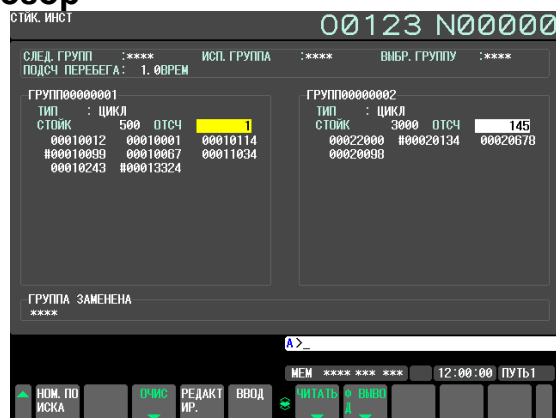 СТЙК. ИНСТ
O0123 N00000
СЛЕД. ГРУПП :**** ИСП. ГРУППА :**** ВЫБР. ГРУППУ :****
ПОДСЧ ПЕРЕБЕГА: 1. 0ВРЕМ
ГРУПП00000001
ТИП : ЦИКЛ
СТОЙК 500 ОТСЧ 1
00010012 00010001 00010114
#00010099 00010067 00011034
00010243 #00013324
ГРУПП00000002
ТИП : ЦИКЛ
СТОЙК 3000 ОТСЧ 145
00022000 #00020134 00020678
00020098
ГРУППА ЗАМЕНЕНА
****
A>_
MEM **** *** *** 12:00:00 ПУТЬ1
НОМ. ПО ИСКА
ОЧИС
РЕДАКТ ИР.
ВВОД
ЧИТАТЬ
Ф ВЫВО Д